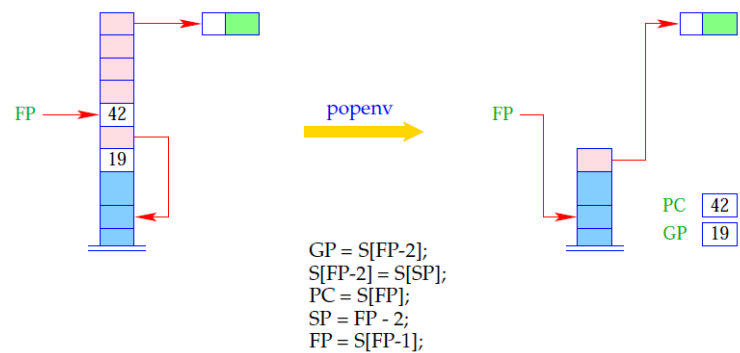 FP
42
19
popenv
FP
PC 42
GP 19
GP = S[FP-2];
S[FP-2] = S[SP];
PC = S[FP];
SP = FP - 2;
FP = S[FP-1];